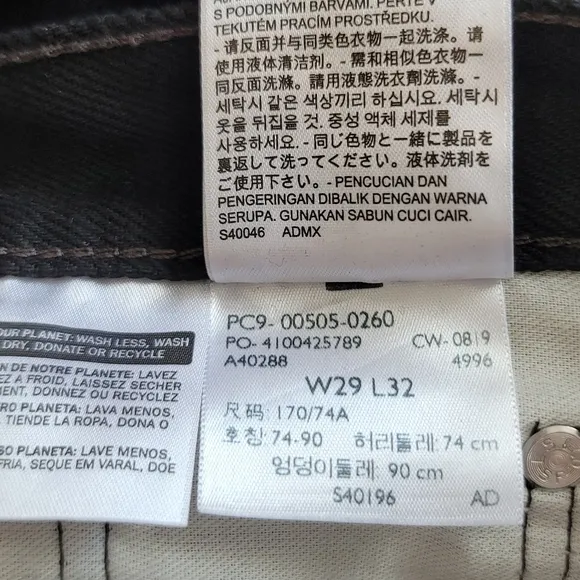 S PODOBNÝMI BARVAMI. PERTE V
TEKUTÉM PRACÍM PROSTŘEDKU.
- 请反面并与同类色衣物一起洗涤。请
使用液体清洁剂。- 需和相似色衣物一
同反面洗滌。請用液態洗衣劑清洗。-
세탁시 같은 색상끼리 하십시요. 세탁시
옷을 뒤집을 것. 중성 액체 세제를
사용하세요. - 同じ色物と一緒に製品を
裏返して洗ってください。液体洗剤を
ご使用下さい。- PENCUCIAN DAN
PENGERINGAN DIBALIK DENGAN WARNA
SERUPA. GUNAKAN SABUN CUCI CAIR.
S40046 ADMX
OUR PLANET: WASH LESS, WASH
DRY, DONATE OR RECYCLE
N DE NOTRE PLANETE: LAVEZ
Z A FROID, LAISSEZ SECHER
MENT, DONNEZ OU RECYCLEZ
RO PLANETA: LAVA MENOS,
TIENDE LA ROPA, DONA O
SO PLANETA: LAVE MENOS,
FRIA, SEQUE EM VARAL, DOE
PC9- 00505-0260
PO- 4100425789 CW- 0819
A40288 4996
W29 L32
尺码: 170/74A
호칭: 74-90 허리둘레: 74 cm
엉덩이둘레: 90 cm
S40196 AD